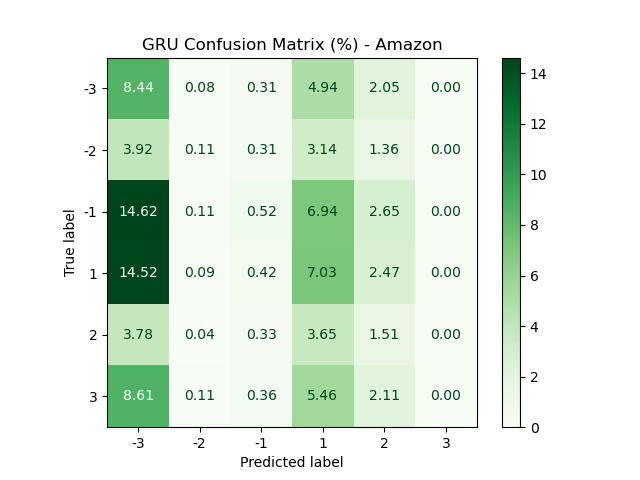 GRU Confusion Matrix (%) - Amazon
True label
-3 8.44 0.08 0.31 4.94 2.05 0.00
-2 3.92 0.11 0.31 3.14 1.36 0.00
-1 14.62 0.11 0.52 6.94 2.65 0.00
1 14.52 0.09 0.42 7.03 2.47 0.00
2 3.78 0.04 0.33 3.65 1.51 0.00
3 8.61 0.11 0.36 5.46 2.11 0.00
-3 -2 -1 1 2 3
Predicted label
14
12
10
8
6
4
2
0